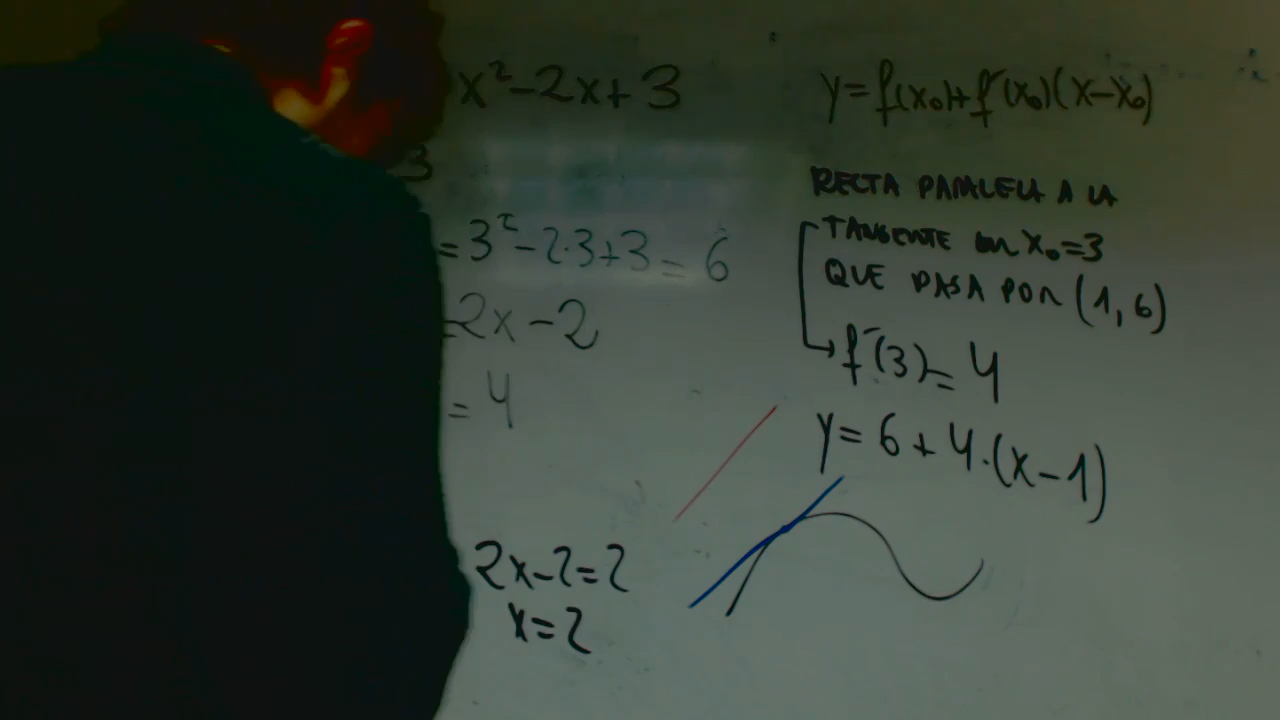 x²-2x+3
3
=3²-2·3+3=6
=2x-2
=4
2x-2=2
x=2
y=f(x₀)+f'(x₀)(x-x₀)
RECTA PARALELA A LA
TANGENTE en x₀=3
QUE PASA POR (1,6)
f'(3)=4
y=6+4·(x-1)